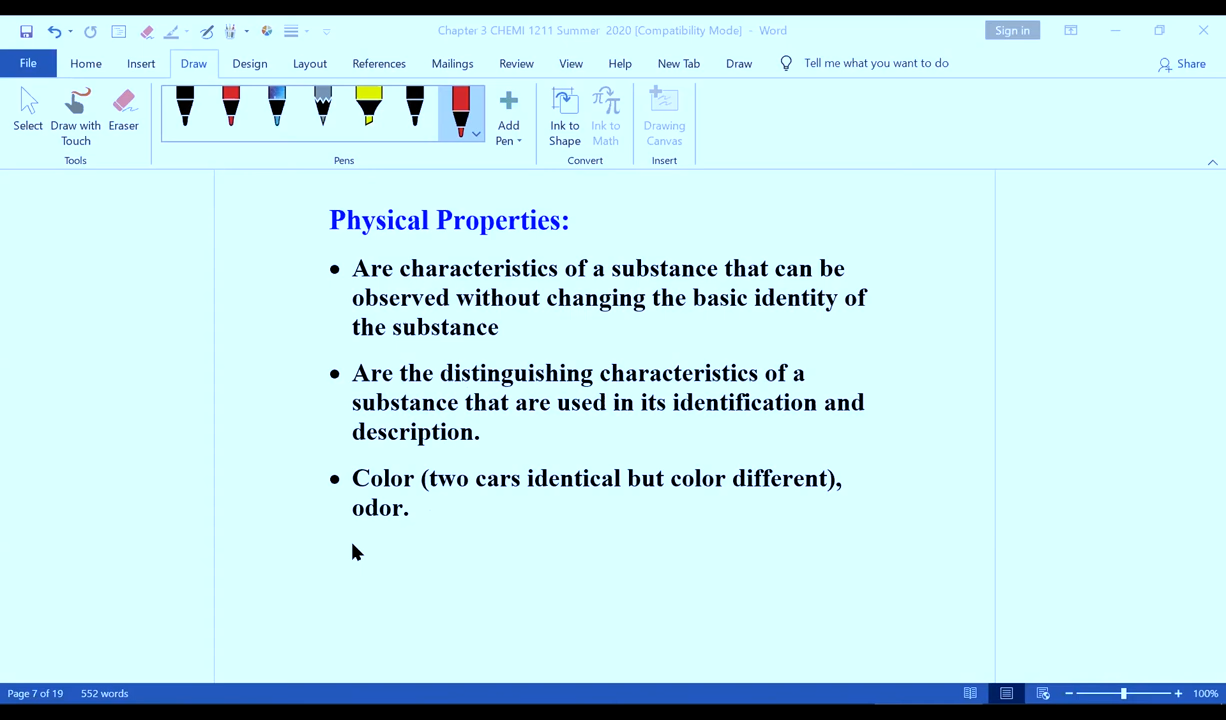 Chapter 3 CHEMI 1211 Summer 2020 [Compatibility Mode] - Word
Sign in
File
Home
Insert
Draw
Design
Layout
References
Mailings
Review
View
Help
New Tab
Draw
Tell me what you want to do
Share
Select
Draw with
Touch
Eraser
Add
Pen
Ink to
Shape
Ink to
Math
Drawing
Canvas
Tools
Pens
Convert
Insert
Physical Properties:
• Are characteristics of a substance that can be
observed without changing the basic identity of
the substance
• Are the distinguishing characteristics of a
substance that are used in its identification and
description.
• Color (two cars identical but color different),
odor.
Page 7 of 19
552 words
100%